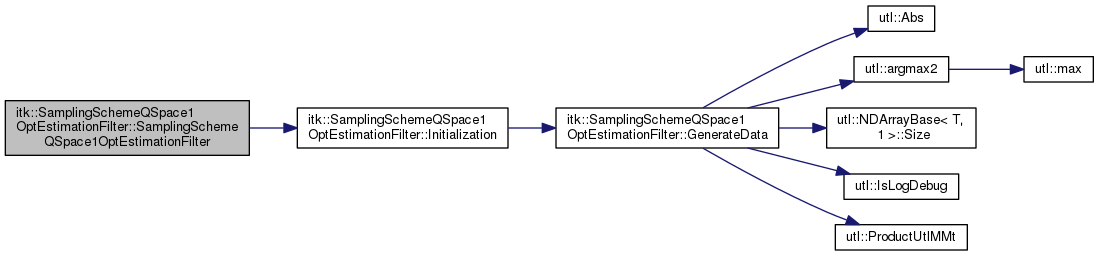 itk::SamplingSchemeQSpace1
OptEstimationFilter::SamplingScheme
QSpace1OptEstimationFilter
itk::SamplingSchemeQSpace1
OptEstimationFilter::Initialization
itk::SamplingSchemeQSpace1
OptEstimationFilter::GenerateData
utl::Abs
utl::argmax2
utl::max
utl::NDArrayBase< T,
1 >::Size
utl::IsLogDebug
utl::ProductUtlMMt